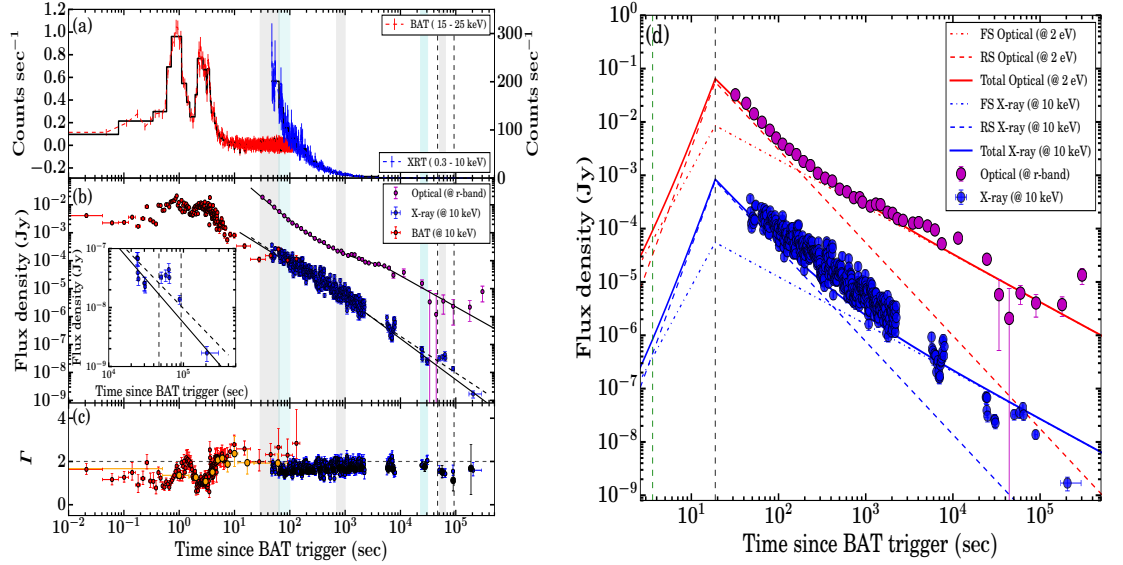 (a)
BAT ( 15 - 25 keV)
XRT ( 0.3 - 10 keV)
Counts sec⁻¹
1.2
1.0
0.8
0.6
0.4
0.2
0.0
−0.2
Counts sec⁻¹
300
200
100
0
(b)
Optical (@ r-band)
X-ray (@ 10 keV)
BAT (@ 10 keV)
Flux density (Jy)
10⁻²
10⁻³
10⁻⁴
10⁻⁵
10⁻⁶
10⁻⁷
10⁻⁸
10⁻⁹
Flux density (Jy)
10⁻⁷
10⁻⁸
10⁻⁹
10⁴ 10⁵
Time since BAT trigger (sec)
(c)
Γ
4
2
0
10⁻² 10⁻¹ 10⁰ 10¹ 10² 10³ 10⁴ 10⁵
Time since BAT trigger (sec)
(d)
FS Optical (@ 2 eV)
RS Optical (@ 2 eV)
Total Optical (@ 2 eV)
FS X-ray (@ 10 keV)
RS X-ray (@ 10 keV)
Total X-ray (@ 10 keV)
Optical (@ r-band)
X-ray (@ 10 keV)
Flux density (Jy)
10⁰
10⁻¹
10⁻²
10⁻³
10⁻⁴
10⁻⁵
10⁻⁶
10⁻⁷
10⁻⁸
10⁻⁹
10¹ 10² 10³ 10⁴ 10⁵
Time since BAT trigger (sec)